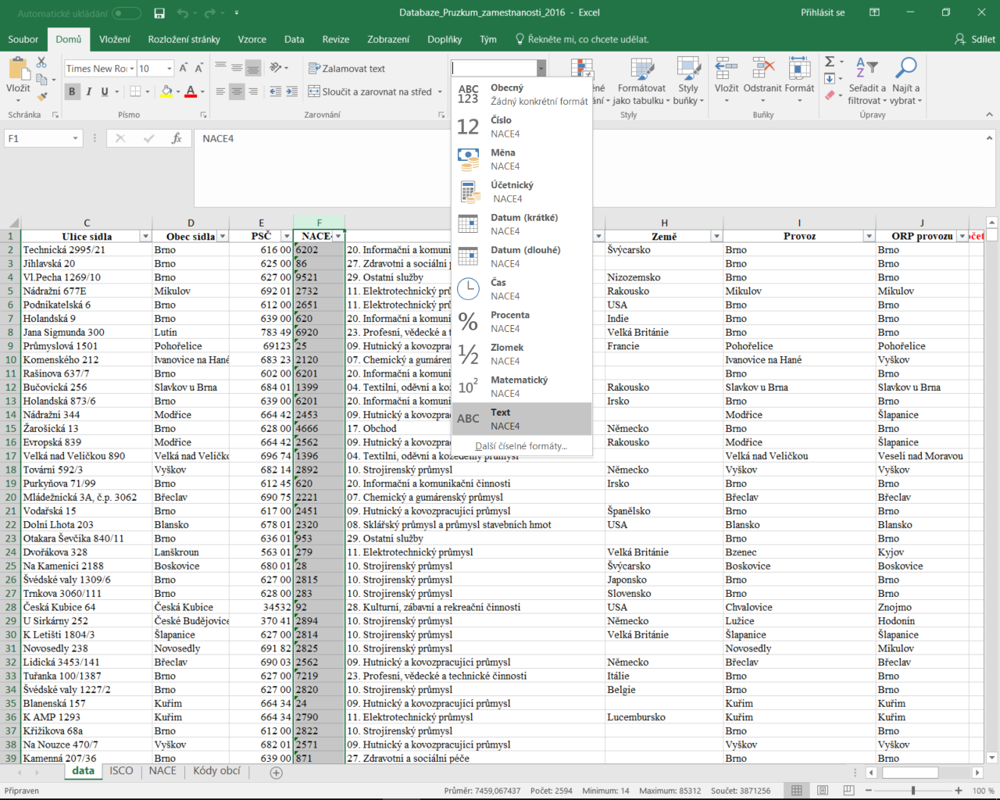 Automatické ukládání
Databaze_Pruzkum_zamestnanosti_2016 - Excel
Přihlásit se
Soubor Domů Vložení Rozložení stránky Vzorce Data Revize Zobrazení Doplňky Tým Řekněte mi, co chcete udělat. Sdílet
Vložit
Schránka
Times New Ro 10
B I U
Písmo
Zalamovat text
Sloučit a zarovnat na střed
Zarovnání
Formátovat jako tabulku
Styly buňky
Styly
Vložit Odstranit Formát
Buňky
Seřadit a filtrovat
Najít a vybrat
Úpravy
ABC 123 Obecný
Žádný konkrétní formát
12 Číslo
NACE4
Měna
NACE4
Účetnický
NACE4
Datum (krátké)
NACE4
Datum (dlouhé)
NACE4
Čas
NACE4
% Procenta
NACE4
½ Zlomek
NACE4
10² Matematický
NACE4
ABC Text
NACE4
Další číselné formáty...
F1 fx NACE4
C D E F H I J
1 Ulice sídla Obec sídla PSČ NACE4 Země Provoz ORP provozu
2 Technická 2995/21 Brno 616 00 6202 20. Informační a komuni Švýcarsko Brno Brno
3 Jihlavská 20 Brno 625 00 86 27. Zdravotní a sociální p Brno Brno
4 Vl.Pecha 1269/10 Brno 627 00 9521 29. Ostatní služby Nizozemsko Brno Brno
5 Nádražní 677E Mikulov 692 01 2732 11. Elektrotechnický prů Rakousko Mikulov Mikulov
6 Podnikatelská 6 Brno 612 00 2651 11. Elektrotechnický prů USA Brno Brno
7 Holandská 9 Brno 639 00 620 20. Informační a komuni Indie Brno Brno
8 Jana Sigmunda 300 Lutín 783 49 6920 23. Profesní, vědecké a t Velká Británie Brno Brno
9 Průmyslová 1501 Pohořelice 69123 25 09. Hutnický a kovozprac Francie Pohořelice Pohořelice
10 Komenského 212 Ivanovice na Hané 683 23 2120 07. Chemický a gumáren Ivanovice na Hané Vyškov
11 Rašínova 637/7 Brno 602 00 6201 20. Informační a komuni Brno Brno
12 Bučovická 256 Slavkov u Brna 684 01 1399 04. Textilní, oděvní a kož Rakousko Slavkov u Brna Slavkov u Brna
13 Holandská 873/6 Brno 639 00 6201 20. Informační a komuni Irsko Brno Brno
14 Nádražní 344 Modřice 664 42 2453 09. Hutnický a kovozprac Modřice Šlapanice
15 Žarošická 13 Brno 628 00 4666 17. Obchod Německo Brno Brno
16 Evropská 839 Modřice 664 42 2562 09. Hutnický a kovozprac Rakousko Modřice Šlapanice
17 Velká nad Veličkou 890 Velká nad Veličko 696 74 1396 04. Textilní, oděvní a kožedělný průmysl Velká nad Veličkou Veselí nad Moravou
18 Tovární 592/3 Vyškov 682 14 2892 10. Strojírenský průmysl Německo Vyškov Vyškov
19 Purkyňova 71/99 Brno 612 45 620 20. Informační a komunikační činnosti Irsko Brno Brno
20 Mládežnická 3A, č.p. 3062 Břeclav 690 75 2221 07. Chemický a gumárenský průmysl Břeclav Břeclav
21 Vodařská 15 Brno 617 00 2451 09. Hutnický a kovozpracující průmysl Španělsko Brno Brno
22 Dolní Lhota 203 Blansko 678 01 2320 08. Sklářský průmysl a průmysl stavebních hmot USA Blansko Blansko
23 Otakara Ševčíka 840/11 Brno 636 01 953 29. Ostatní služby Brno Brno
24 Dvořákova 328 Lanškroun 563 01 279 11. Elektrotechnický průmysl Velká Británie Bzenec Kyjov
25 Na Kamenici 2188 Boskovice 680 01 28 10. Strojírenský průmysl Švýcarsko Boskovice Boskovice
26 Švédské valy 1309/6 Brno 627 00 2815 10. Strojírenský průmysl Japonsko Brno Brno
27 Trnkova 3060/111 Brno 628 00 283 10. Strojírenský průmysl Slovensko Brno Brno
28 Česká Kubice 64 Česká Kubice 34532 92 28. Kulturní, zábavní a rekreační činnosti USA Chvalovice Znojmo
29 U Sirkárny 252 České Budějovice 370 41 2894 10. Strojírenský průmysl Německo Lužice Hodonín
30 K Letišti 1804/3 Šlapanice 627 00 2814 10. Strojírenský průmysl Velká Británie Šlapanice Šlapanice
31 Novosedly 238 Novosedly 691 82 2825 10. Strojírenský průmysl Novosedly Mikulov
32 Lidická 3453/141 Břeclav 690 03 2562 09. Hutnický a kovozpracující průmysl Německo Břeclav Břeclav
33 Tuřanka 100/1387 Brno 627 00 7219 23. Profesní, vědecké a technické činnosti Itálie Brno Brno
34 Švédské valy 1227/2 Brno 627 00 2820 10. Strojírenský průmysl Belgie Brno Brno
35 Blanenská 157 Kuřim 664 34 24 09. Hutnický a kovozpracující průmysl Kuřim Kuřim
36 K AMP 1293 Kuřim 664 34 2790 11. Elektrotechnický průmysl Lucembursko Kuřim Kuřim
37 Křižíkova 68a Brno 612 00 2822 10. Strojírenský průmysl Brno Brno
38 Na Nouzce 470/7 Vyškov 682 01 2571 09. Hutnický a kovozpracující průmysl Vyškov Vyškov
39 Kamenná 207/36 Brno 639 00 871 27. Zdravotní a sociální péče Brno Brno
data ISCO NACE Kódy obcí
Připraven Průměr: 7459,067437 Počet: 2594 Minimum: 14 Maximum: 85312 Součet: 3871256 100 %